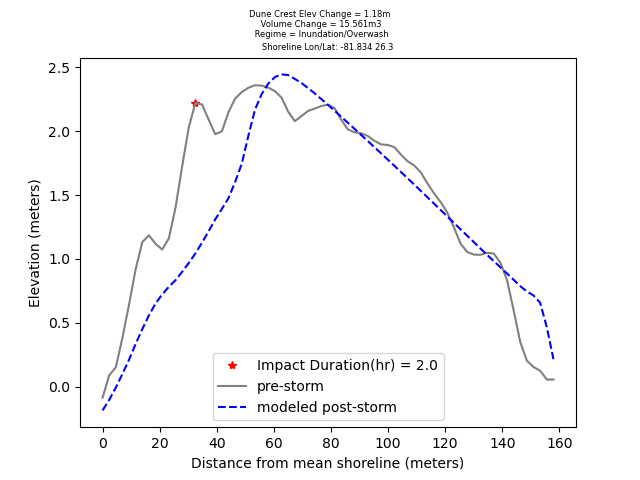 Dune Crest Elev Change = 1.18m
Volume Change = 15.561m3
Regime = Inundation/Overwash
Shoreline Lon/Lat: -81.834 26.3
2.5
2.0
1.5
1.0
0.5
0.0
Elevation (meters)
Impact Duration(hr) = 2.0
pre-storm
modeled post-storm
0 20 40 60 80 100 120 140 160
Distance from mean shoreline (meters)